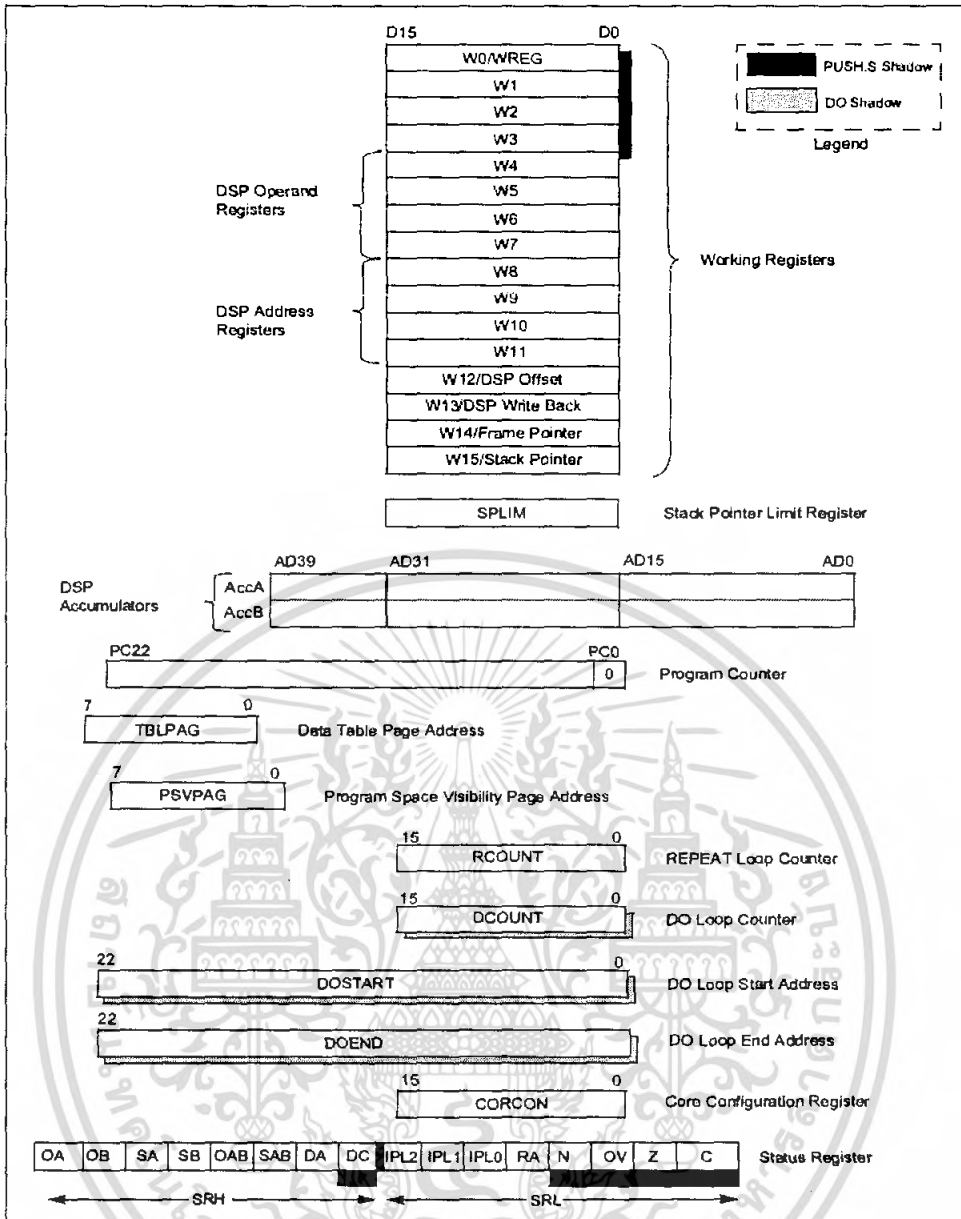 D15 D0
W0/WREG
W1
W2
W3
W4
W5
W6
W7
W8
W9
W10
W11
W12/DSP Offset
W13/DSP Write Back
W14/Frame Pointer
W15/Stack Pointer
PUSH.S Shadow
DO Shadow
Legend
DSP Operand
Registers
DSP Address
Registers
Working Registers
SPLIM Stack Pointer Limit Register
AD39 AD31 AD15 AD0
DSP
Accumulators
AccA
AccB
PC22 PC0
0 Program Counter
7 0
TBLPAG Data Table Page Address
7 0
PSVPAG Program Space Visibility Page Address
15 0
RCOUNT REPEAT Loop Counter
15 0
DCOUNT DO Loop Counter
22 0
DOSTART DO Loop Start Address
22
DOEND DO Loop End Address
15 0
CORCON Core Configuration Register
OA OB SA SB OAB SAB DA DC IPL2 IPL1 IPL0 RA N OV Z C Status Register
SRH SRL